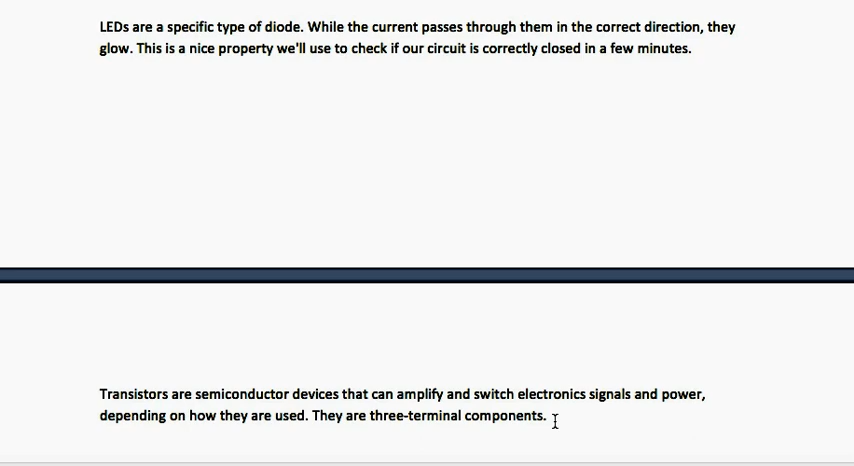 LEDs are a specific type of diode. While the current passes through them in the correct direction, they
glow. This is a nice property we'll use to check if our circuit is correctly closed in a few minutes.
Transistors are semiconductor devices that can amplify and switch electronics signals and power,
depending on how they are used. They are three-terminal components.